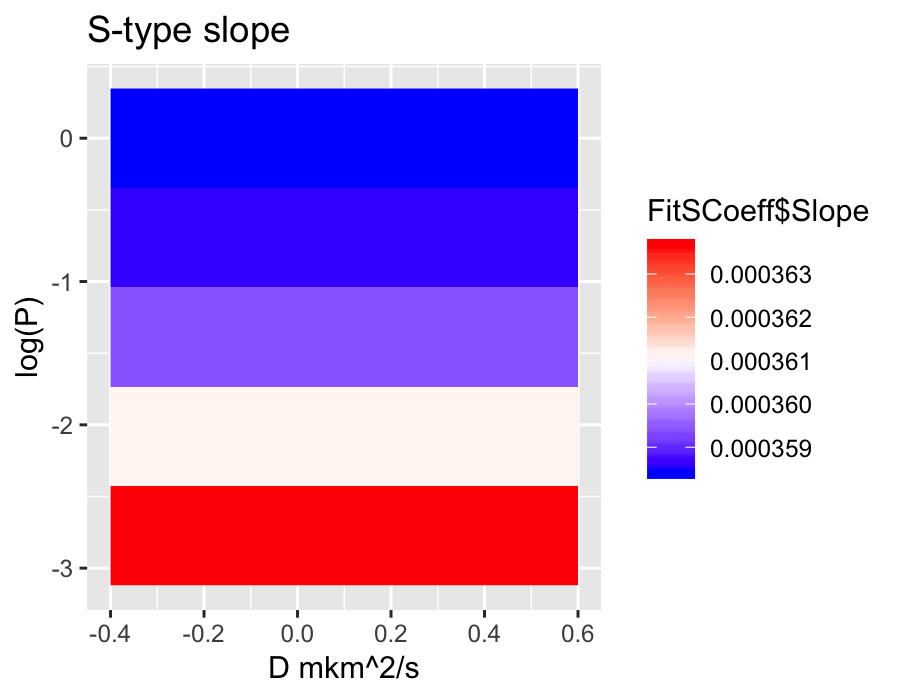 S-type slope
log(P)
0
-1
-2
-3
-0.4 -0.2 0.0 0.2 0.4 0.6
D mkm^2/s
FitSCoeff$Slope
0.000363
0.000362
0.000361
0.000360
0.000359